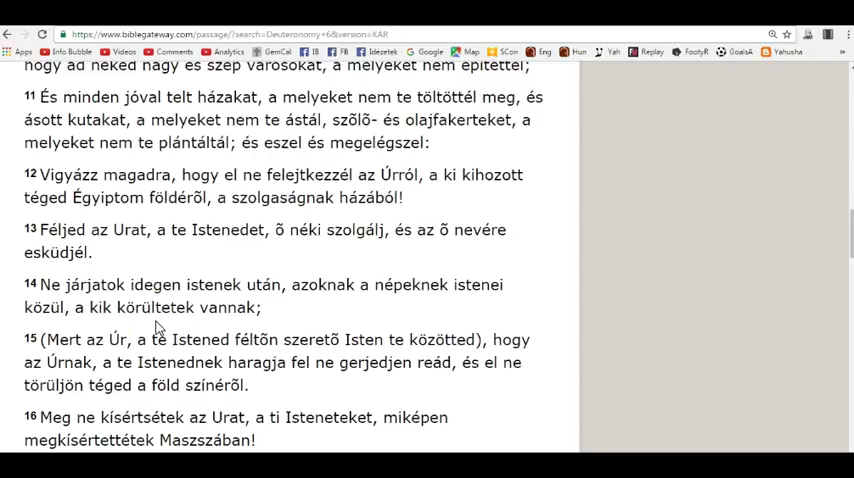 https://www.biblegateway.com/passage/?search=Deuteronomy+6&version=KAR
Apps Info Bubble Videos Comments Analytics GemCal IB FB Idézetek Google Map SCon Eng Hun Yah Replay FootyR GoalsA Yahusha
hogy ad néked nagy és szép városokat, a melyeket nem építettél;
11 És minden jóval telt házakat, a melyeket nem te töltöttél meg, és
ásott kutakat, a melyeket nem te ástál, szõlõ- és olajfakerteket, a
melyeket nem te plántáltál; és eszel és megelégszel:
12 Vigyázz magadra, hogy el ne felejtkezzél az Úrról, a ki kihozott
téged Égyiptom földérõl, a szolgaságnak házából!
13 Féljed az Urat, a te Istenedet, õ néki szolgálj, és az õ nevére
esküdjél.
14 Ne járjatok idegen istenek után, azoknak a népeknek istenei
közül, a kik körültetek vannak;
15 (Mert az Úr, a te Istened féltõn szeretõ Isten te közötted), hogy
az Úrnak, a te Istenednek haragja fel ne gerjedjen reád, és el ne
törüljön téged a föld színérõl.
16 Meg ne kísértsétek az Urat, a ti Isteneteket, miképen
megkísértettétek Maszszában!